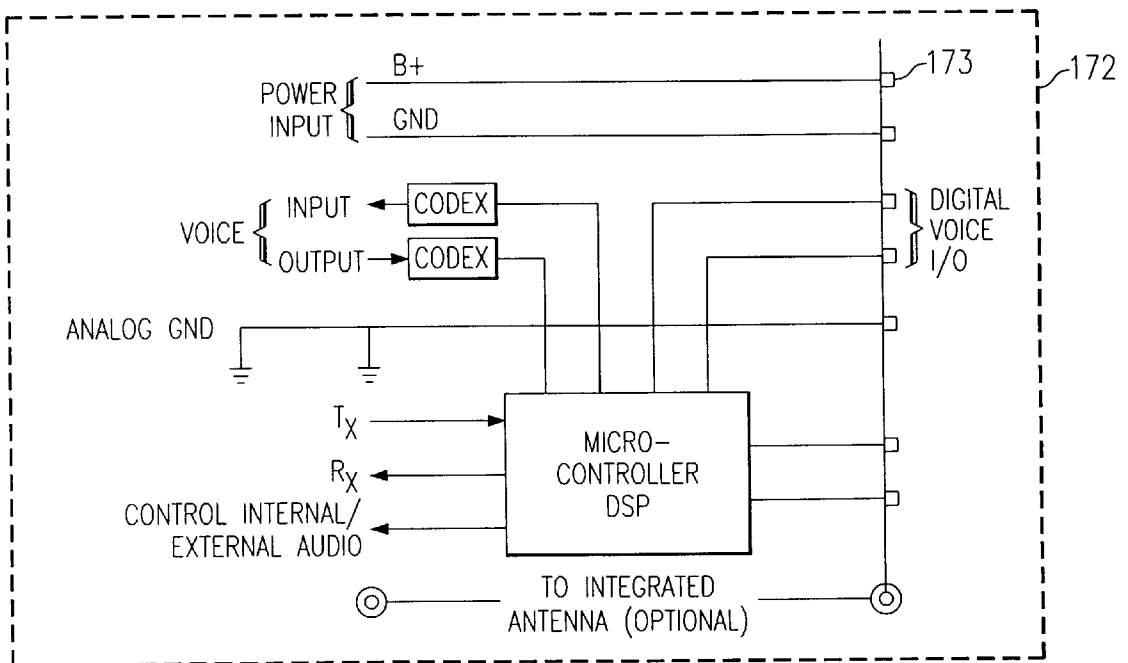 B+
173
172
POWER
INPUT
GND
INPUT
CODEX
DIGITAL
VOICE
I/O
VOICE
OUTPUT
CODEX
ANALOG GND
TX
RX
CONTROL INTERNAL/
EXTERNAL AUDIO
MICRO-
CONTROLLER
DSP
TO INTEGRATED
ANTENNA (OPTIONAL)